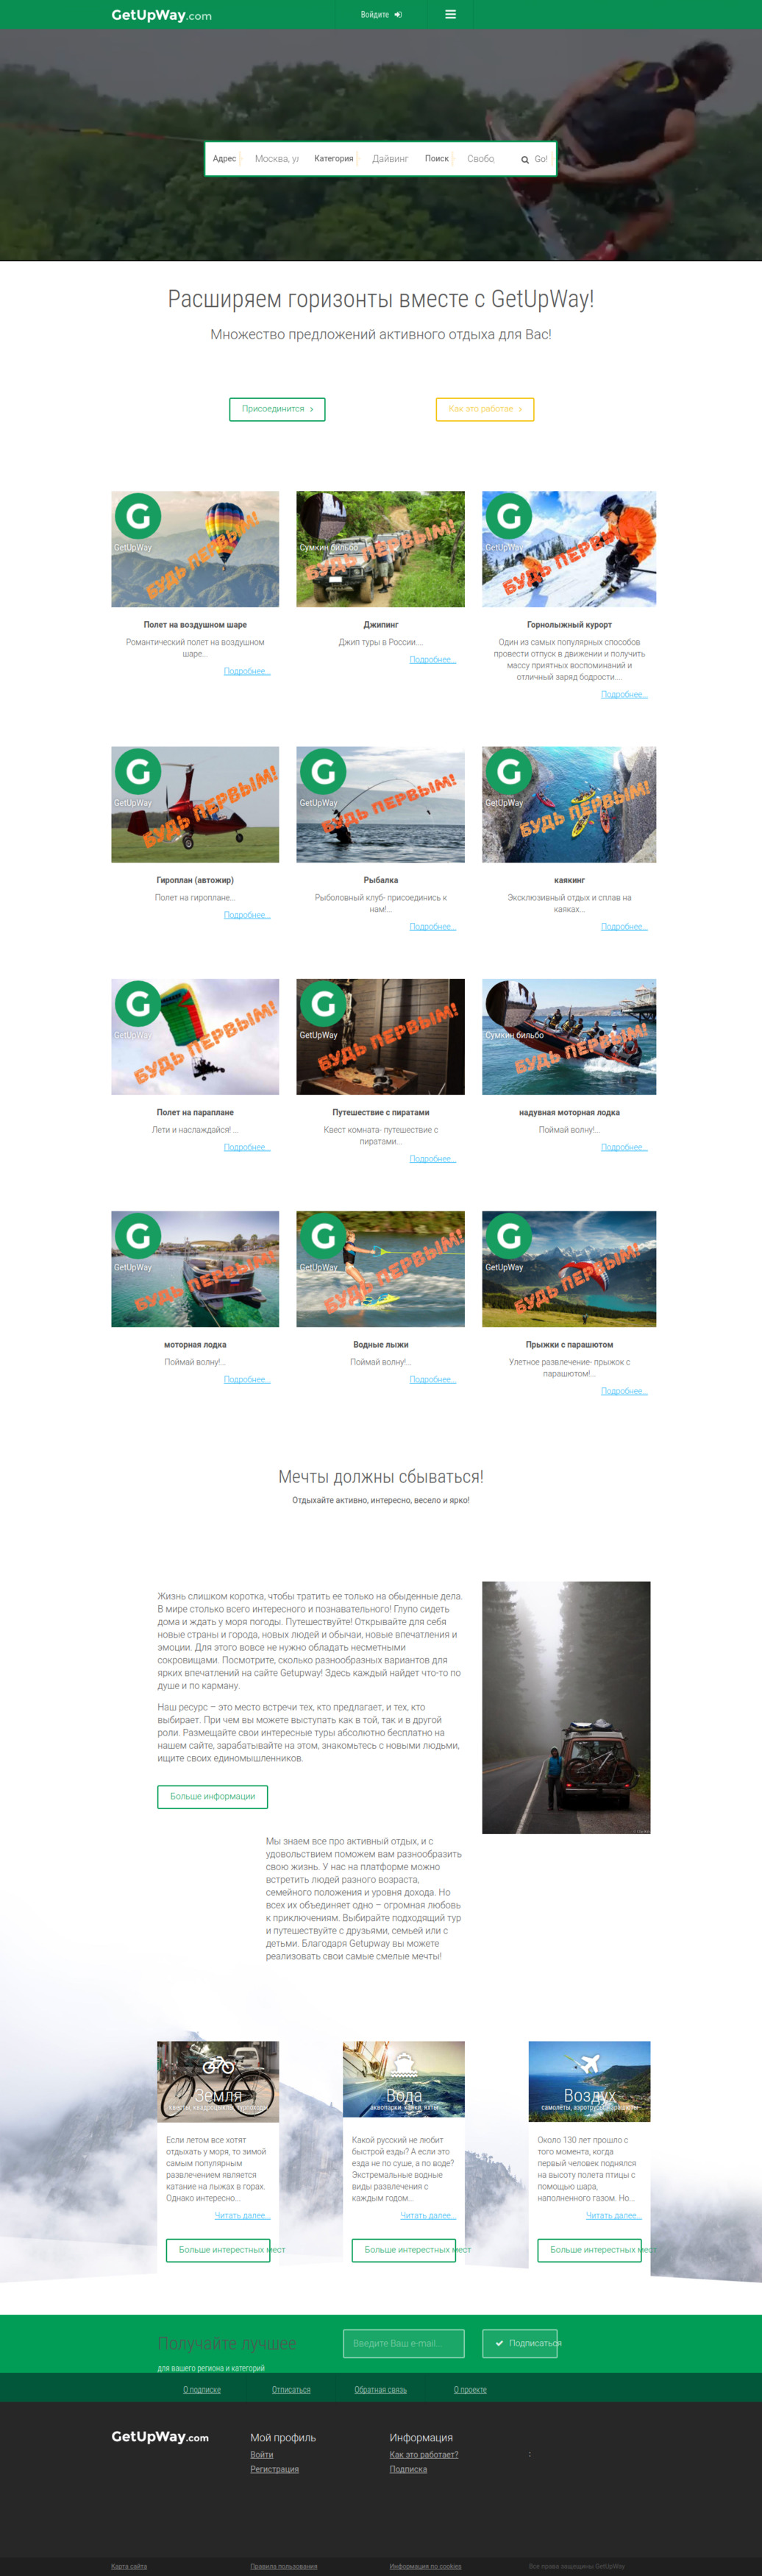 GetUpWay.com
Войдите
Адрес Москва, ул Категория Дайвинг Поиск Свобо, Go!
Расширяем горизонты вместе с GetUpWay!
Множество предложений активного отдыха для Вас!
Присоединится
Как это работае
GetUpWay
БУДЬ ПЕРВЫМ!
Сумкин бильбо
БУДЬ ПЕРВЫМ!
GetUpWay
БУДЬ ПЕРВ
Полет на воздушном шаре
Романтический полет на воздушном
шаре...
Подробнее...
Джипинг
Джип туры в России....
Подробнее...
Горнолыжный курорт
Один из самых популярных способов
провести отпуск в движении и получить
массу приятных воспоминаний и
отличный заряд бодрости....
Подробнее...
GetUpWay
БУДЬ ПЕРВЫМ!
GetUpWay
БУДЬ ПЕРВЫМ!
GetUpWay
БУДЬ ПЕРВЫМ!
Гироплан (автожир)
Полет на гироплане...
Подробнее...
Рыбалка
Рыболовный клуб- присоединись к
нам!...
Подробнее...
каякинг
Эксклюзивный отдых и сплав на
каяках...
Подробнее...
GetUpWay
БУДЬ ПЕРВЫМ!
GetUpWay
БУДЬ ПЕРВЫМ!
Сумкин бильбо
БУДЬ ПЕРВЫМ!
Полет на параплане
Лети и наслаждайся! ...
Подробнее...
Путешествие с пиратами
Квест комната- путешествие с
пиратами....
Подробнее...
надувная моторная лодка
Поймай волну!...
Подробнее...
GetUpWay
БУДЬ ПЕРВЫМ!
GetUpWay
БУДЬ ПЕРВЫМ!
GetUpWay
БУДЬ ПЕРВЫМ!
моторная лодка
Поймай волну!...
Подробнее...
Водные лыжи
Поймай волну!...
Подробнее...
Прыжки с парашютом
Улетное развлечение- прыжок с
парашютом!...
Подробнее...
Мечты должны сбываться!
Отдыхайте активно, интересно, весело и ярко!
Жизнь слишком коротка, чтобы тратить ее только на обыденные дела.
В мире столько всего интересного и познавательного! Глупо сидеть
дома и ждать у моря погоды. Путешествуйте! Открывайте для себя
новые страны и города, новых людей и обычаи, новые впечатления и
эмоции. Для этого вовсе не нужно обладать несметными
сокровищами. Посмотрите, сколько разнообразных вариантов для
ярких впечатлений на сайте Getupway! Здесь каждый найдет что-то по
душе и по карману.
Наш ресурс – это место встречи тех, кто предлагает, и тех, кто
выбирает. При чем вы можете выступать как в той, так и в другой
роли. Размещайте свои интересные туры абсолютно бесплатно на
нашем сайте, зарабатывайте на этом, знакомьтесь с новыми людьми,
ищите своих единомышленников.
Больше информации
Мы знаем все про активный отдых, и с
удовольствием поможем вам разнообразить
свою жизнь. У нас на платформе можно
встретить людей разного возраста,
семейного положения и уровня дохода. Но
всех их объединяет одно – огромная любовь
к приключениям. Выбирайте подходящий тур
и путешествуйте с друзьями, семьей или с
детьми. Благодаря Getupway вы можете
реализовать свои самые смелые мечты!
Земля
Вода
аквопарки, каяки, яхты
Воздух
самолёты, аэротрубы,
Если летом все хотят
отдыхать у моря, то зимой
самым популярным
развлечением является
катание на лыжах в горах.
Однако интересно...
Читать далее...
Больше интерестных мест
Какой русский не любит
быстрой езды? А если это
езда не по суше, а по воде?
Экстремальные водные
виды развлечения с
каждым годом...
Читать далее...
Больше интерестных мест
Около 130 лет прошло с
того момента, когда
первый человек поднялся
на высоту полета птицы с
помощью шара,
наполненного газом. Но...
Читать далее...
Больше интерестных мест
Получайте лучшее
для вашего региона и категорий
Введите Ваш e-mail...
Подписаться
О подписке Отписаться Обратная связь О проекте
GetUpWay.com
Мой профиль
Войти
Регистрация
Информация
Как это работает?
Подписка
:
Карта сайта Правила пользования Информация по cookies Все права защищены GetUpWay